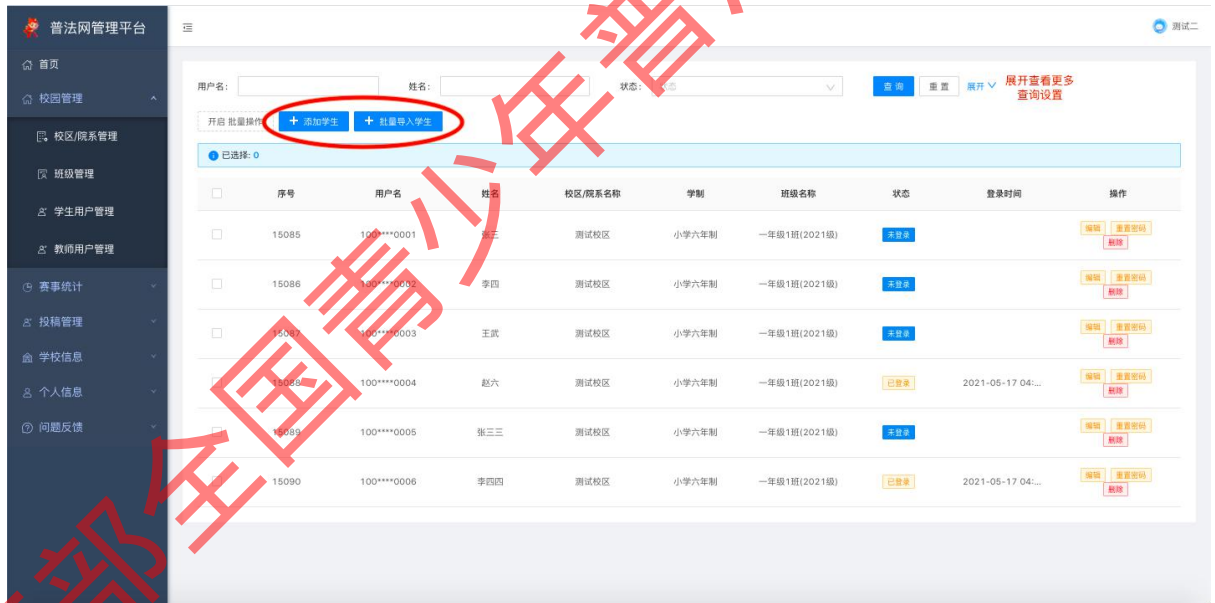 普法网管理平台
测试二
首页
校园管理
校区/院系管理
班级管理
学生用户管理
教师用户管理
赛事统计
投稿管理
学校信息
个人信息
问题反馈
用户名: 姓名: 状态: 状态 查 询 重 置 展开 展开查看更多
查询设置
开启 批量操作 + 添加学生 + 批量导入学生
已选择: 0
序号 用户名 姓名 校区/院系名称 学制 班级名称 状态 登录时间 操作
15085 100****0001 张三 测试校区 小学六年制 一年级1班(2021级) 未登录 编辑 重置密码
删除
15086 100****0002 李四 测试校区 小学六年制 一年级1班(2021级) 未登录 编辑 重置密码
删除
15087 100****0003 王武 测试校区 小学六年制 一年级1班(2021级) 未登录 编辑 重置密码
删除
15088 100****0004 赵六 测试校区 小学六年制 一年级1班(2021级) 已登录 2021-05-17 04:... 编辑 重置密码
删除
15089 100****0005 张三三 测试校区 小学六年制 一年级1班(2021级) 未登录 编辑 重置密码
删除
15090 100****0006 李四四 测试校区 小学六年制 一年级1班(2021级) 已登录 2021-05-17 04:... 编辑 重置密码
删除
部全国青少年普